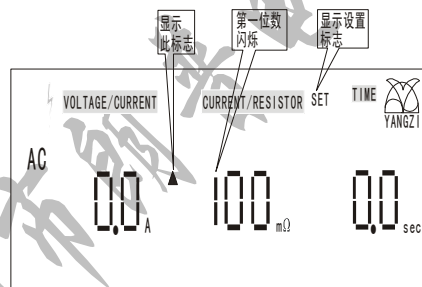 显示
此标志
第一位数
闪烁
显示设置
标志
VOLTAGE/CURRENT
CURRENT/RESISTOR
SET
TIME
YANGZI
AC
0.0 A
100 mΩ
0.0 sec